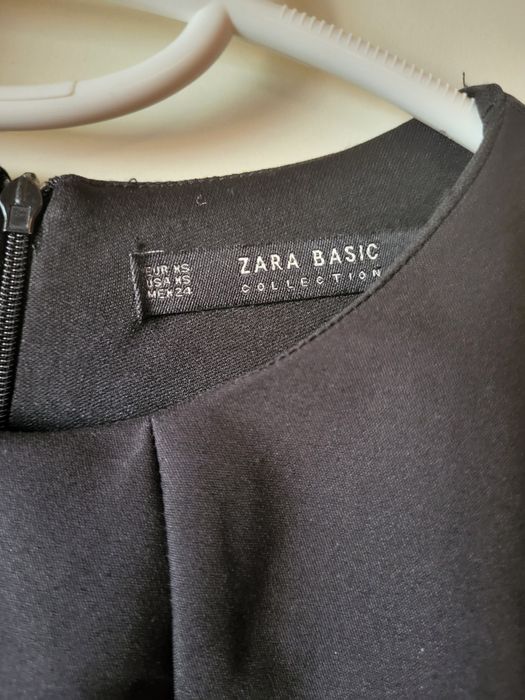 EUR XS
USA XS
MEX 24
ZARA BASIC
COLLECTION